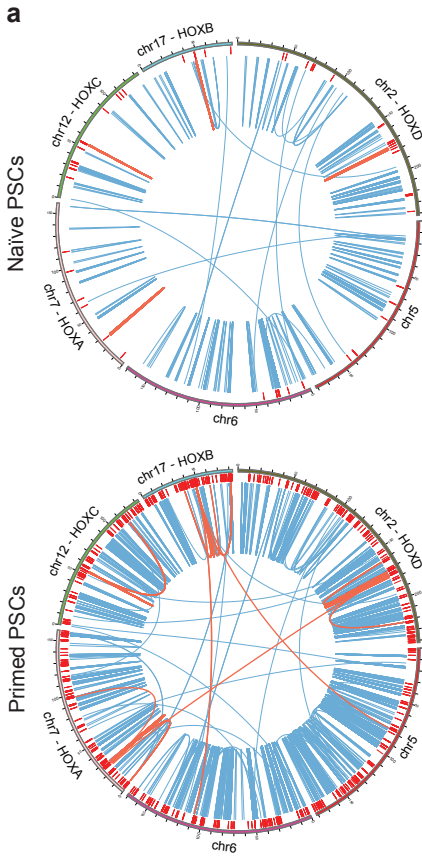 a
Naïve PSCs
chr17 - HOXB
chr2 - HOXD
chr12 - HOXC
chr5
chr7 - HOXA
chr6
Primed PSCs
chr17 - HOXB
chr2 - HOXD
chr12 - HOXC
chr5
chr7 - HOXA
chr6